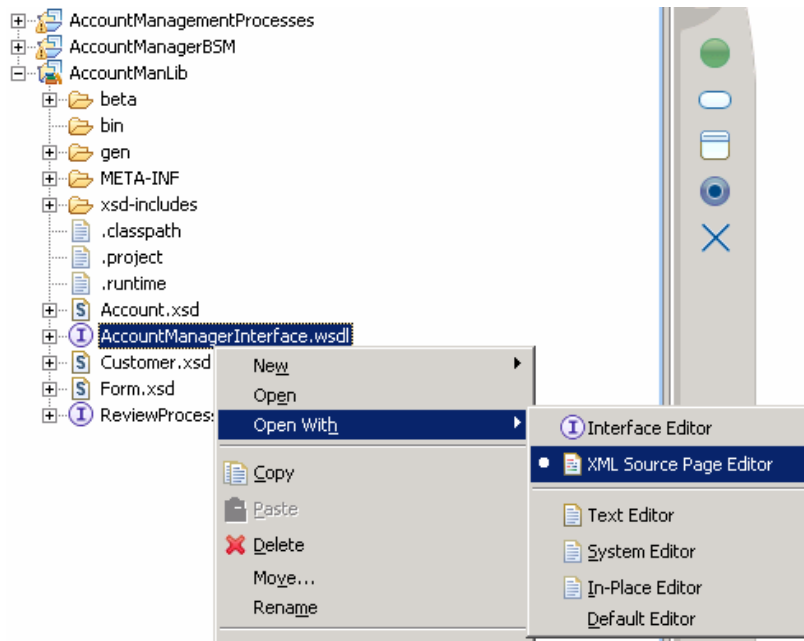 AccountManagementProcesses
AccountManagerBSM
AccountManLib
beta
bin
gen
META-INF
xsd-includes
.classpath
.project
.runtime
Account.xsd
AccountManagerInterface.wsdl
Customer.xsd
Form.xsd
ReviewProces
New
Open
Open With
Copy
Paste
Delete
Move...
Rename
Interface Editor
XML Source Page Editor
Text Editor
System Editor
In-Place Editor
Default Editor